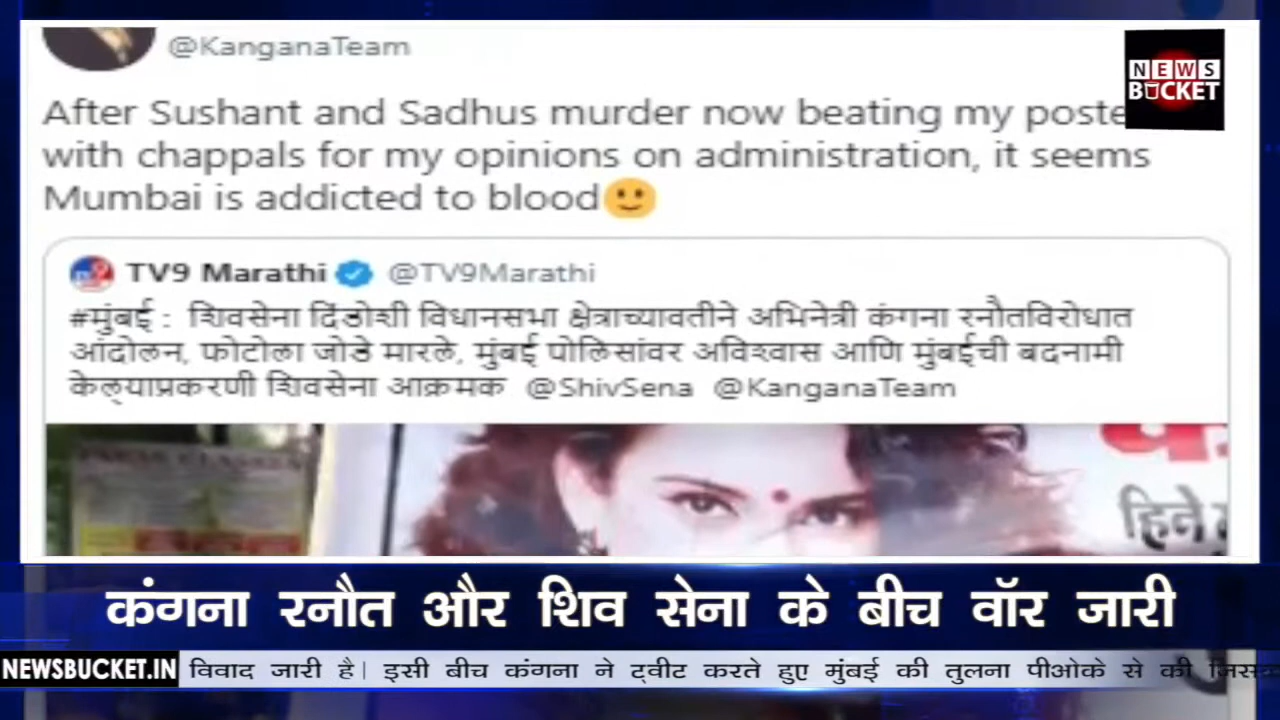 @KanganaTeam
NEWS
BUCKET
After Sushant and Sadhus murder now beating my
with chappals for my opinions on administration, it seems
Mumbai is addicted to blood🙂
TV9 Marathi @TV9Marathi
#मुंबई : शिवसेना दिंडोशी विधानसभा क्षेत्राच्यावतीने अभिनेत्री कंगना रनौतविरोधात
आंदोलन, फोटोला जोडे मारले, मुंबई पोलिसांवर अविश्वास आणि मुंबईची बदनामी
केल्याप्रकरणी शिवसेना आक्रमक @ShivSena @KanganaTeam
हिने
कंगना रनौत और शिव सेना के बीच वॉर जारी
NEWSBUCKET.IN विवाद जारी है| इसी बीच कंगना ने ट्वीट करते हुए मुंबई की तुलना पीओके से की